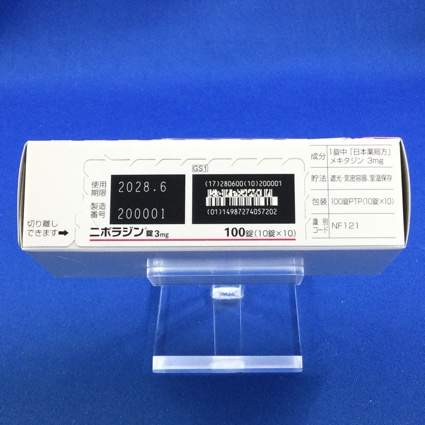 使用
期限
2028.6
製造
番号
200001
切り離し
できます➡
GS1
(17)280600(10)200001
(01)14987274057202
ニポラジン錠3mg
100錠(10錠×10)
成分
1錠中「日本薬局方」
メキタジン 3mg
貯法
遮光・気密容器、室温保存
包装
100錠PTP(10錠×10)
識別
コード
NF121